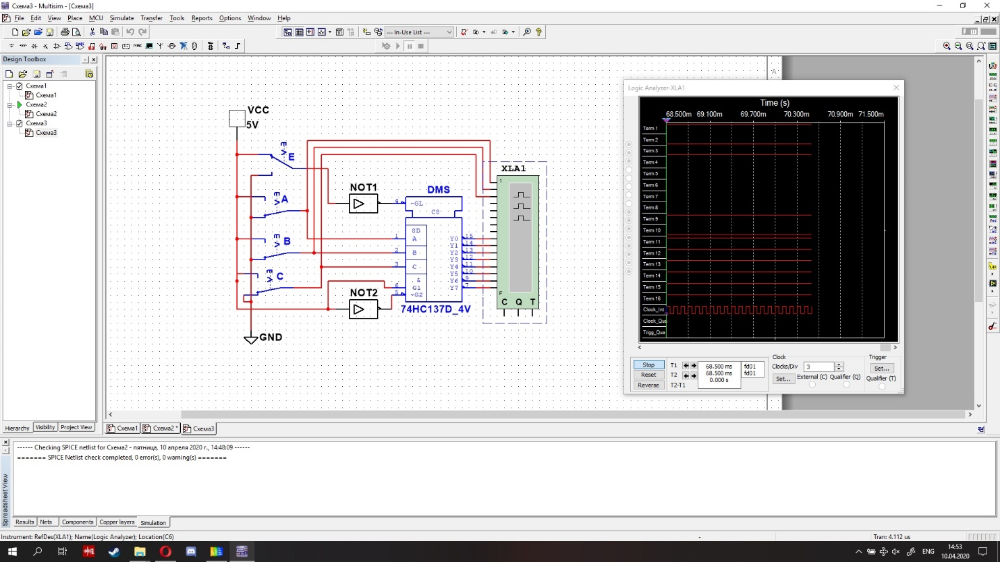 Схема3 - Multisim - [Схема3]
File Edit View Place MCU Simulate Transfer Tools Reports Options Window Help
--- In-Use List ---
Design Toolbox
Схема1
Схема1
Схема2
Схема2
Схема3
Схема3
Hierarchy Visibility Project View
VCC
5V
E
A
B
C
GND
NOT1
NOT2
DMS
~GL
C8
8D
A
B
C
&
G1
~G2
Y0
Y1
Y2
Y3
Y4
Y5
Y6
Y7
4
1
2
3
6
5
15
14
13
12
11
10
9
7
74HC137D_4V
XLA1
1
F
C Q T
A
Logic Analyzer-XLA1
Time (s)
68.500m 69.100m 69.700m 70.300m 70.900m 71.500m
Term 1
Term 2
Term 3
Term 4
Term 5
Term 6
Term 7
Term 8
Term 9
Term 10
Term 11
Term 12
Term 13
Term 14
Term 15
Term 16
Clock_Int
Clock_Qua
Trigg_Qua
Stop
Reset
Reverse
T1 68.500 ms fd01
T2 68.500 ms fd01
T2-T1 0.000 s
Clock
Clocks/Div 3
Set... External (C) Qualifier (Q)
Trigger
Set...
Qualifier (T)
Схема1 Схема2 * Схема3
------ Checking SPICE netlist for Схема2 - пятница, 10 апреля 2020 г., 14:48:09 ------
======= SPICE Netlist check completed, 0 error(s), 0 warning(s) =======
Spreadsheet View
Results Nets Components Copper layers Simulation
Instrument: RefDes(XLA1); Name(Logic Analyzer); Location(C6) - Tran: 4.112 us
ENG
14:53
10.04.2020